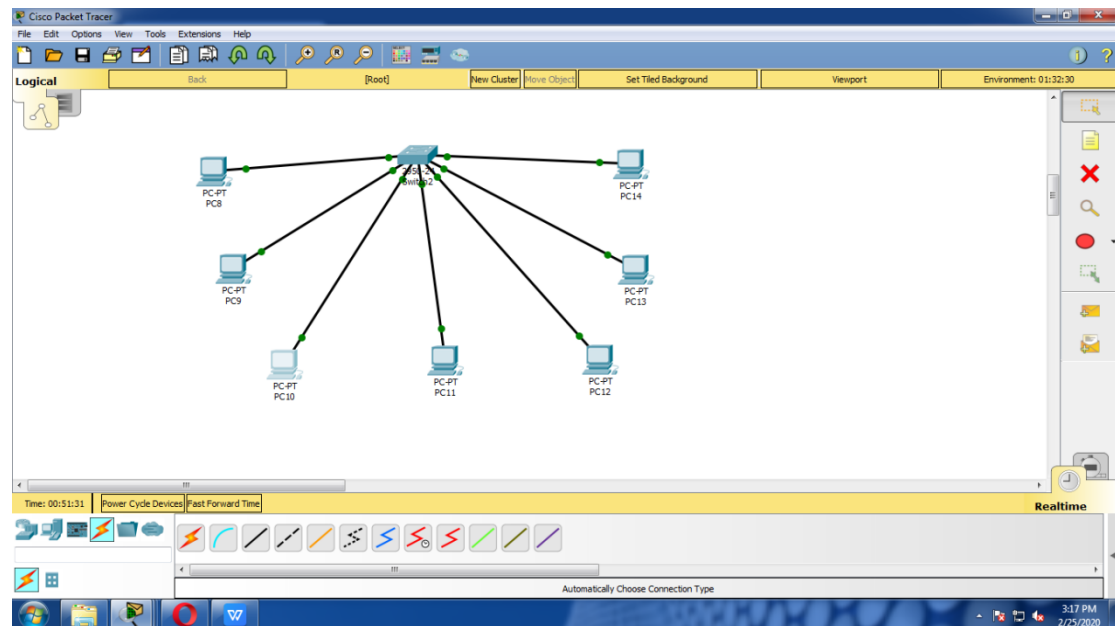 Cisco Packet Tracer
File Edit Options View Tools Extensions Help
Logical Back [Root] New Cluster Move Object Set Tiled Background Viewport Environment: 01:32:30
2950-24
Switch2
PC-PT
PC8
PC-PT
PC14
PC-PT
PC9
PC-PT
PC13
PC-PT
PC10
PC-PT
PC11
PC-PT
PC12
Time: 00:51:31 Power Cycle Devices Fast Forward Time Realtime
Automatically Choose Connection Type
3:17 PM
2/25/2020